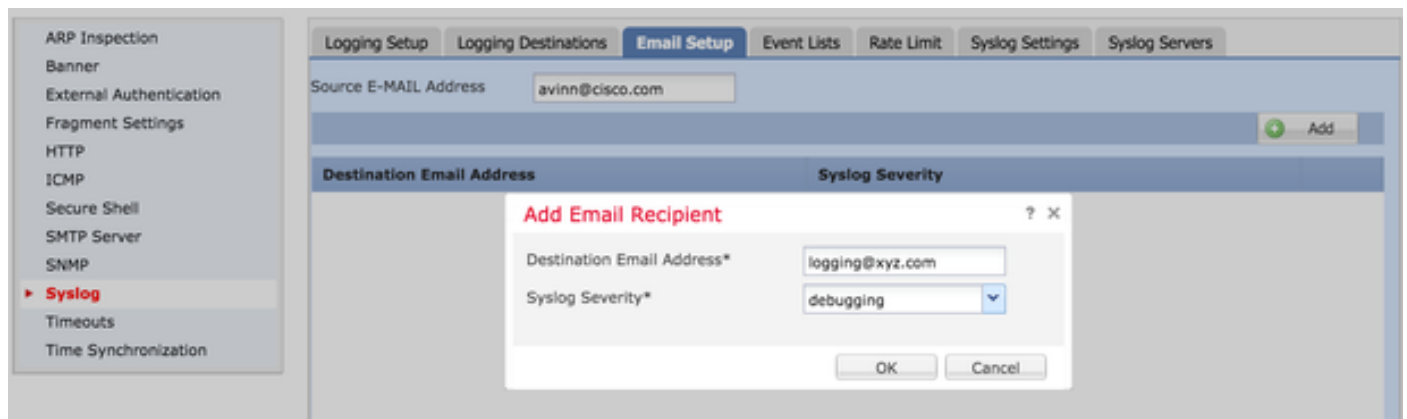 ARP Inspection
Banner
External Authentication
Fragment Settings
HTTP
ICMP
Secure Shell
SMTP Server
SNMP
Syslog
Timeouts
Time Synchronization
Logging Setup Logging Destinations Email Setup Event Lists Rate Limit Syslog Settings Syslog Servers
Source E-MAIL Address avinn@cisco.com
Add
Destination Email Address Syslog Severity
Add Email Recipient ? ×
Destination Email Address* logging@xyz.com
Syslog Severity* debugging
OK Cancel